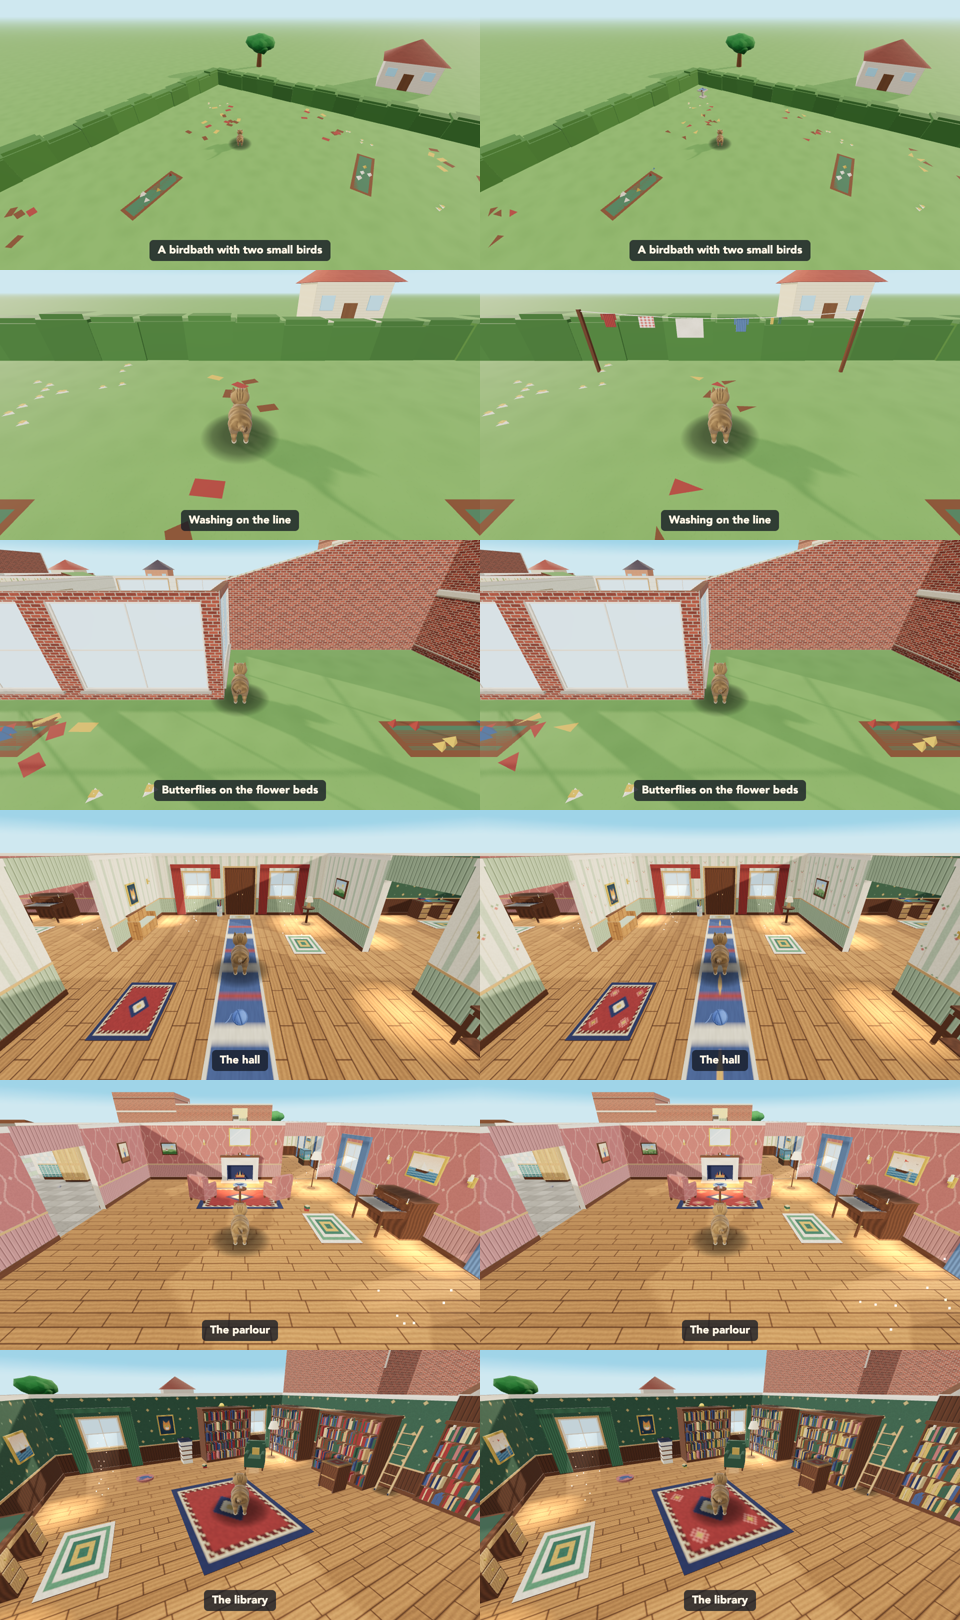 A birdbath with two small birds
A birdbath with two small birds
Washing on the line
Washing on the line
Butterflies on the flower beds
Butterflies on the flower beds
The hall
The hall
The parlour
The parlour
The library
The library